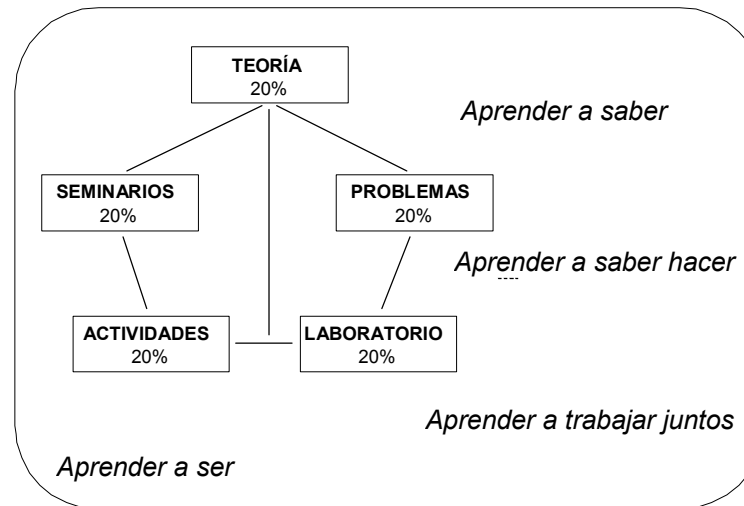 TEORÍA
20%
Aprender a saber
SEMINARIOS
20%
PROBLEMAS
20%
Aprender a saber hacer
ACTIVIDADES
20%
LABORATORIO
20%
Aprender a trabajar juntos
Aprender a ser